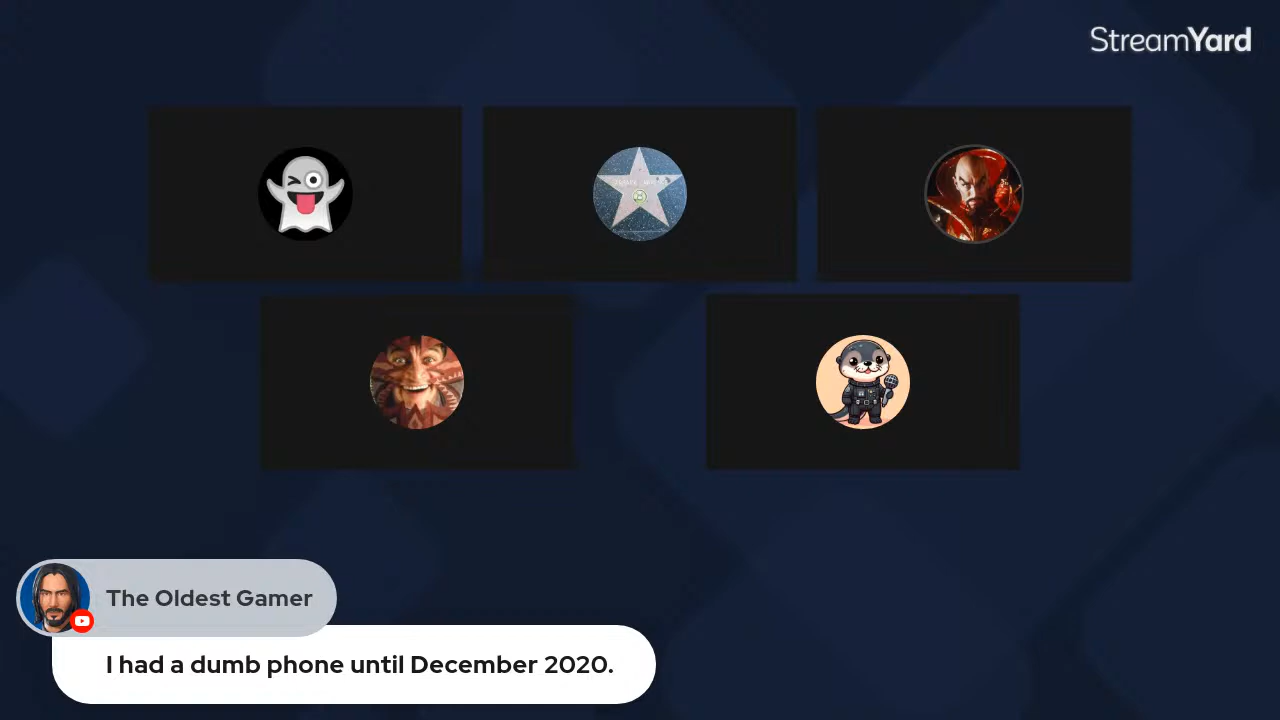 StreamYard
The Oldest Gamer
I had a dumb phone until December 2020.